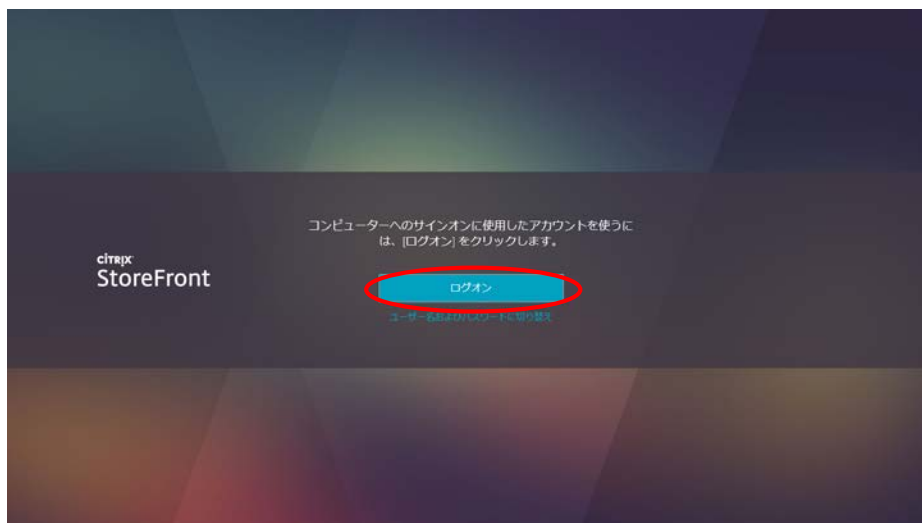 コンピューターへのサインオンに使用したアカウントを使うに
は、[ログオン] をクリックします。
citrix
StoreFront
ログオン
ユーザー名およびパスワードに切り替え